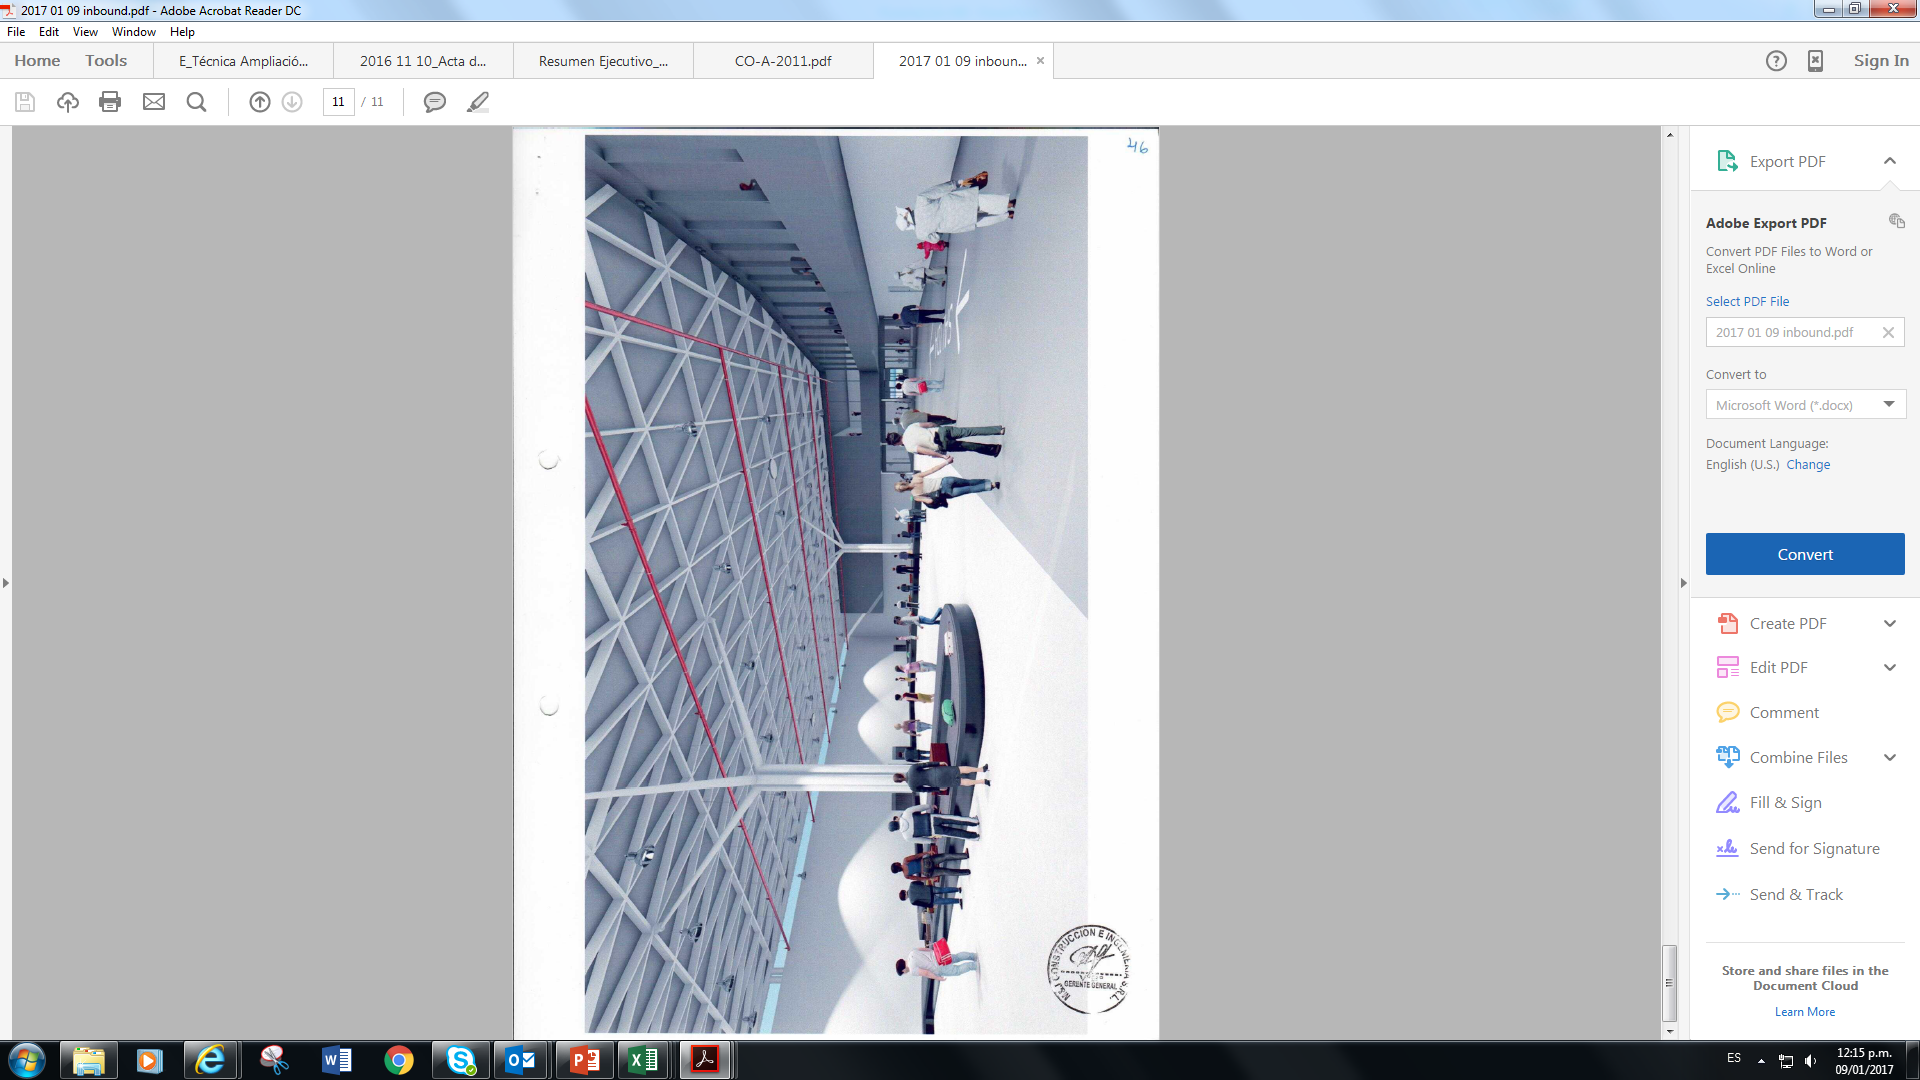 2017 01 09 inbound.pdf - Adobe Acrobat Reader DC
File Edit View Window Help
Home Tools E_Técnica Ampliació... 2016 11 10_Acta d... Resumen Ejecutivo_... CO-A-2011.pdf 2017 01 09 inboun... × Sign In
11 / 11
46
Export PDF
Adobe Export PDF
Convert PDF Files to Word or
Excel Online
Select PDF File
2017 01 09 inbound.pdf
Convert to
Microsoft Word (*.docx)
Document Language:
English (U.S.) Change
Convert
Create PDF
Edit PDF
Comment
Combine Files
Fill & Sign
Send for Signature
Send & Track
Store and share files in the
Document Cloud
Learn More
CONSTRUCCION E INGENIERIA S.R.L.
GERENTE GENERAL
ES 12:15 p.m.
09/01/2017